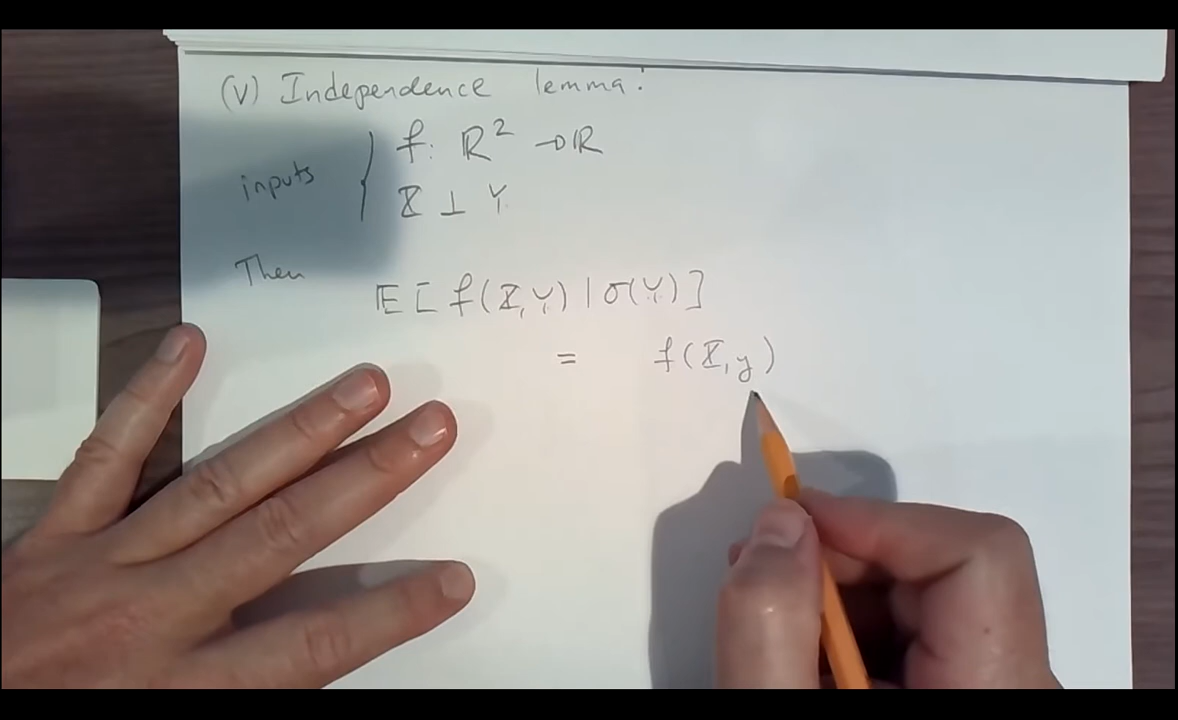 (V) Independence lemma:
inputs { f: ℝ² → ℝ
X ⊥ Y
Then
𝔼[f(X,Y) | σ(Y)]
= f(X,y)